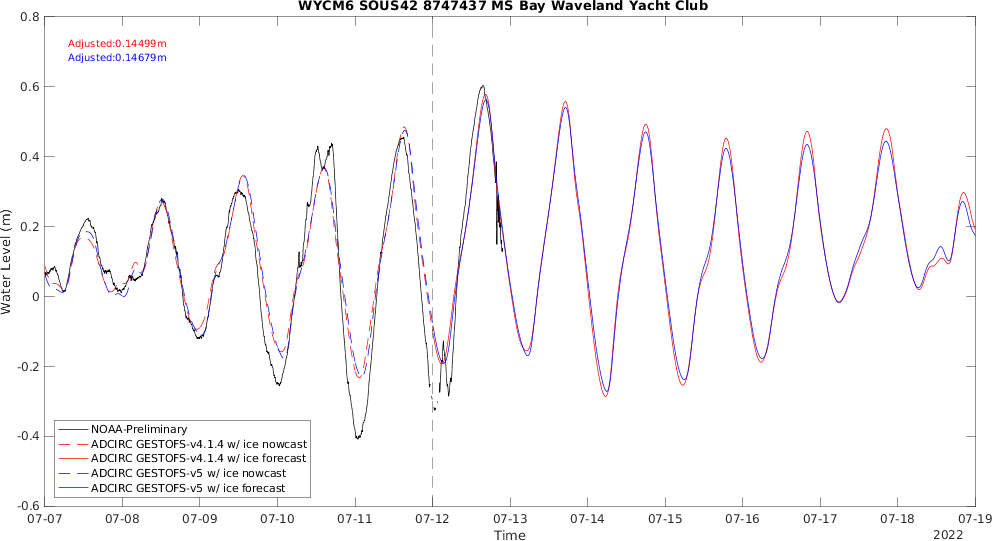 WYCM6 SOUS42 8747437 MS Bay Waveland Yacht Club
0.8
Adjusted:0.14499m
Adjusted:0.14679m
0.6
0.4
0.2
0
-0.2
-0.4
-0.6
Water Level (m)
NOAA-Preliminary
ADCIRC GESTOFS-v4.1.4 w/ ice nowcast
ADCIRC GESTOFS-v4.1.4 w/ ice forecast
ADCIRC GESTOFS-v5 w/ ice nowcast
ADCIRC GESTOFS-v5 w/ ice forecast
07-07 07-08 07-09 07-10 07-11 07-12 07-13 07-14 07-15 07-16 07-17 07-18 07-19
Time
2022